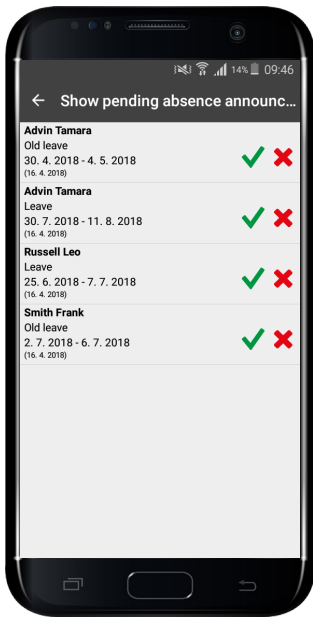 14% 09:46
Show pending absence announc...
Advin Tamara
Old leave
30. 4. 2018 - 4. 5. 2018
(16. 4. 2018)
Advin Tamara
Leave
30. 7. 2018 - 11. 8. 2018
(16. 4. 2018)
Russell Leo
Leave
25. 6. 2018 - 7. 7. 2018
(16. 4. 2018)
Smith Frank
Old leave
2. 7. 2018 - 6. 7. 2018
(16. 4. 2018)